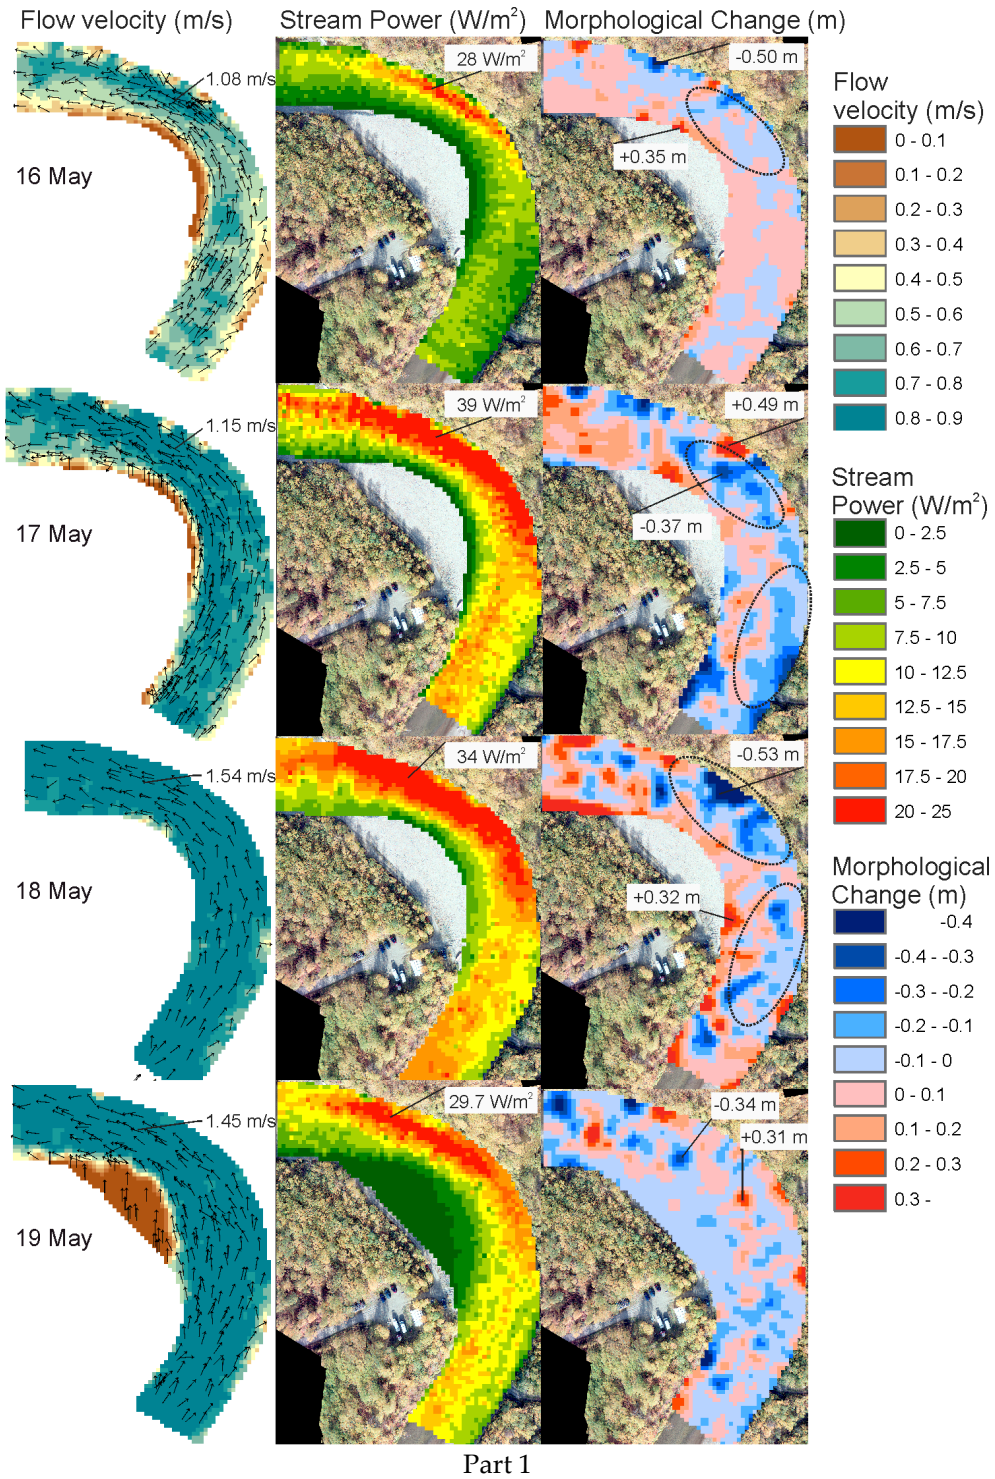 Flow velocity (m/s)
Stream Power (W/m²)
Morphological Change (m)
16 May
1.08 m/s
28 W/m²
-0.50 m
+0.35 m
17 May
1.15 m/s
39 W/m²
+0.49 m
-0.37 m
18 May
1.54 m/s
34 W/m²
-0.53 m
+0.32 m
19 May
1.45 m/s
29.7 W/m²
-0.34 m
+0.31 m
Flow
velocity (m/s)
0 - 0.1
0.1 - 0.2
0.2 - 0.3
0.3 - 0.4
0.4 - 0.5
0.5 - 0.6
0.6 - 0.7
0.7 - 0.8
0.8 - 0.9
Stream
Power (W/m²)
0 - 2.5
2.5 - 5
5 - 7.5
7.5 - 10
10 - 12.5
12.5 - 15
15 - 17.5
17.5 - 20
20 - 25
Morphological
Change (m)
-0.4
-0.4 - -0.3
-0.3 - -0.2
-0.2 - -0.1
-0.1 - 0
0 - 0.1
0.1 - 0.2
0.2 - 0.3
0.3 -
Part 1